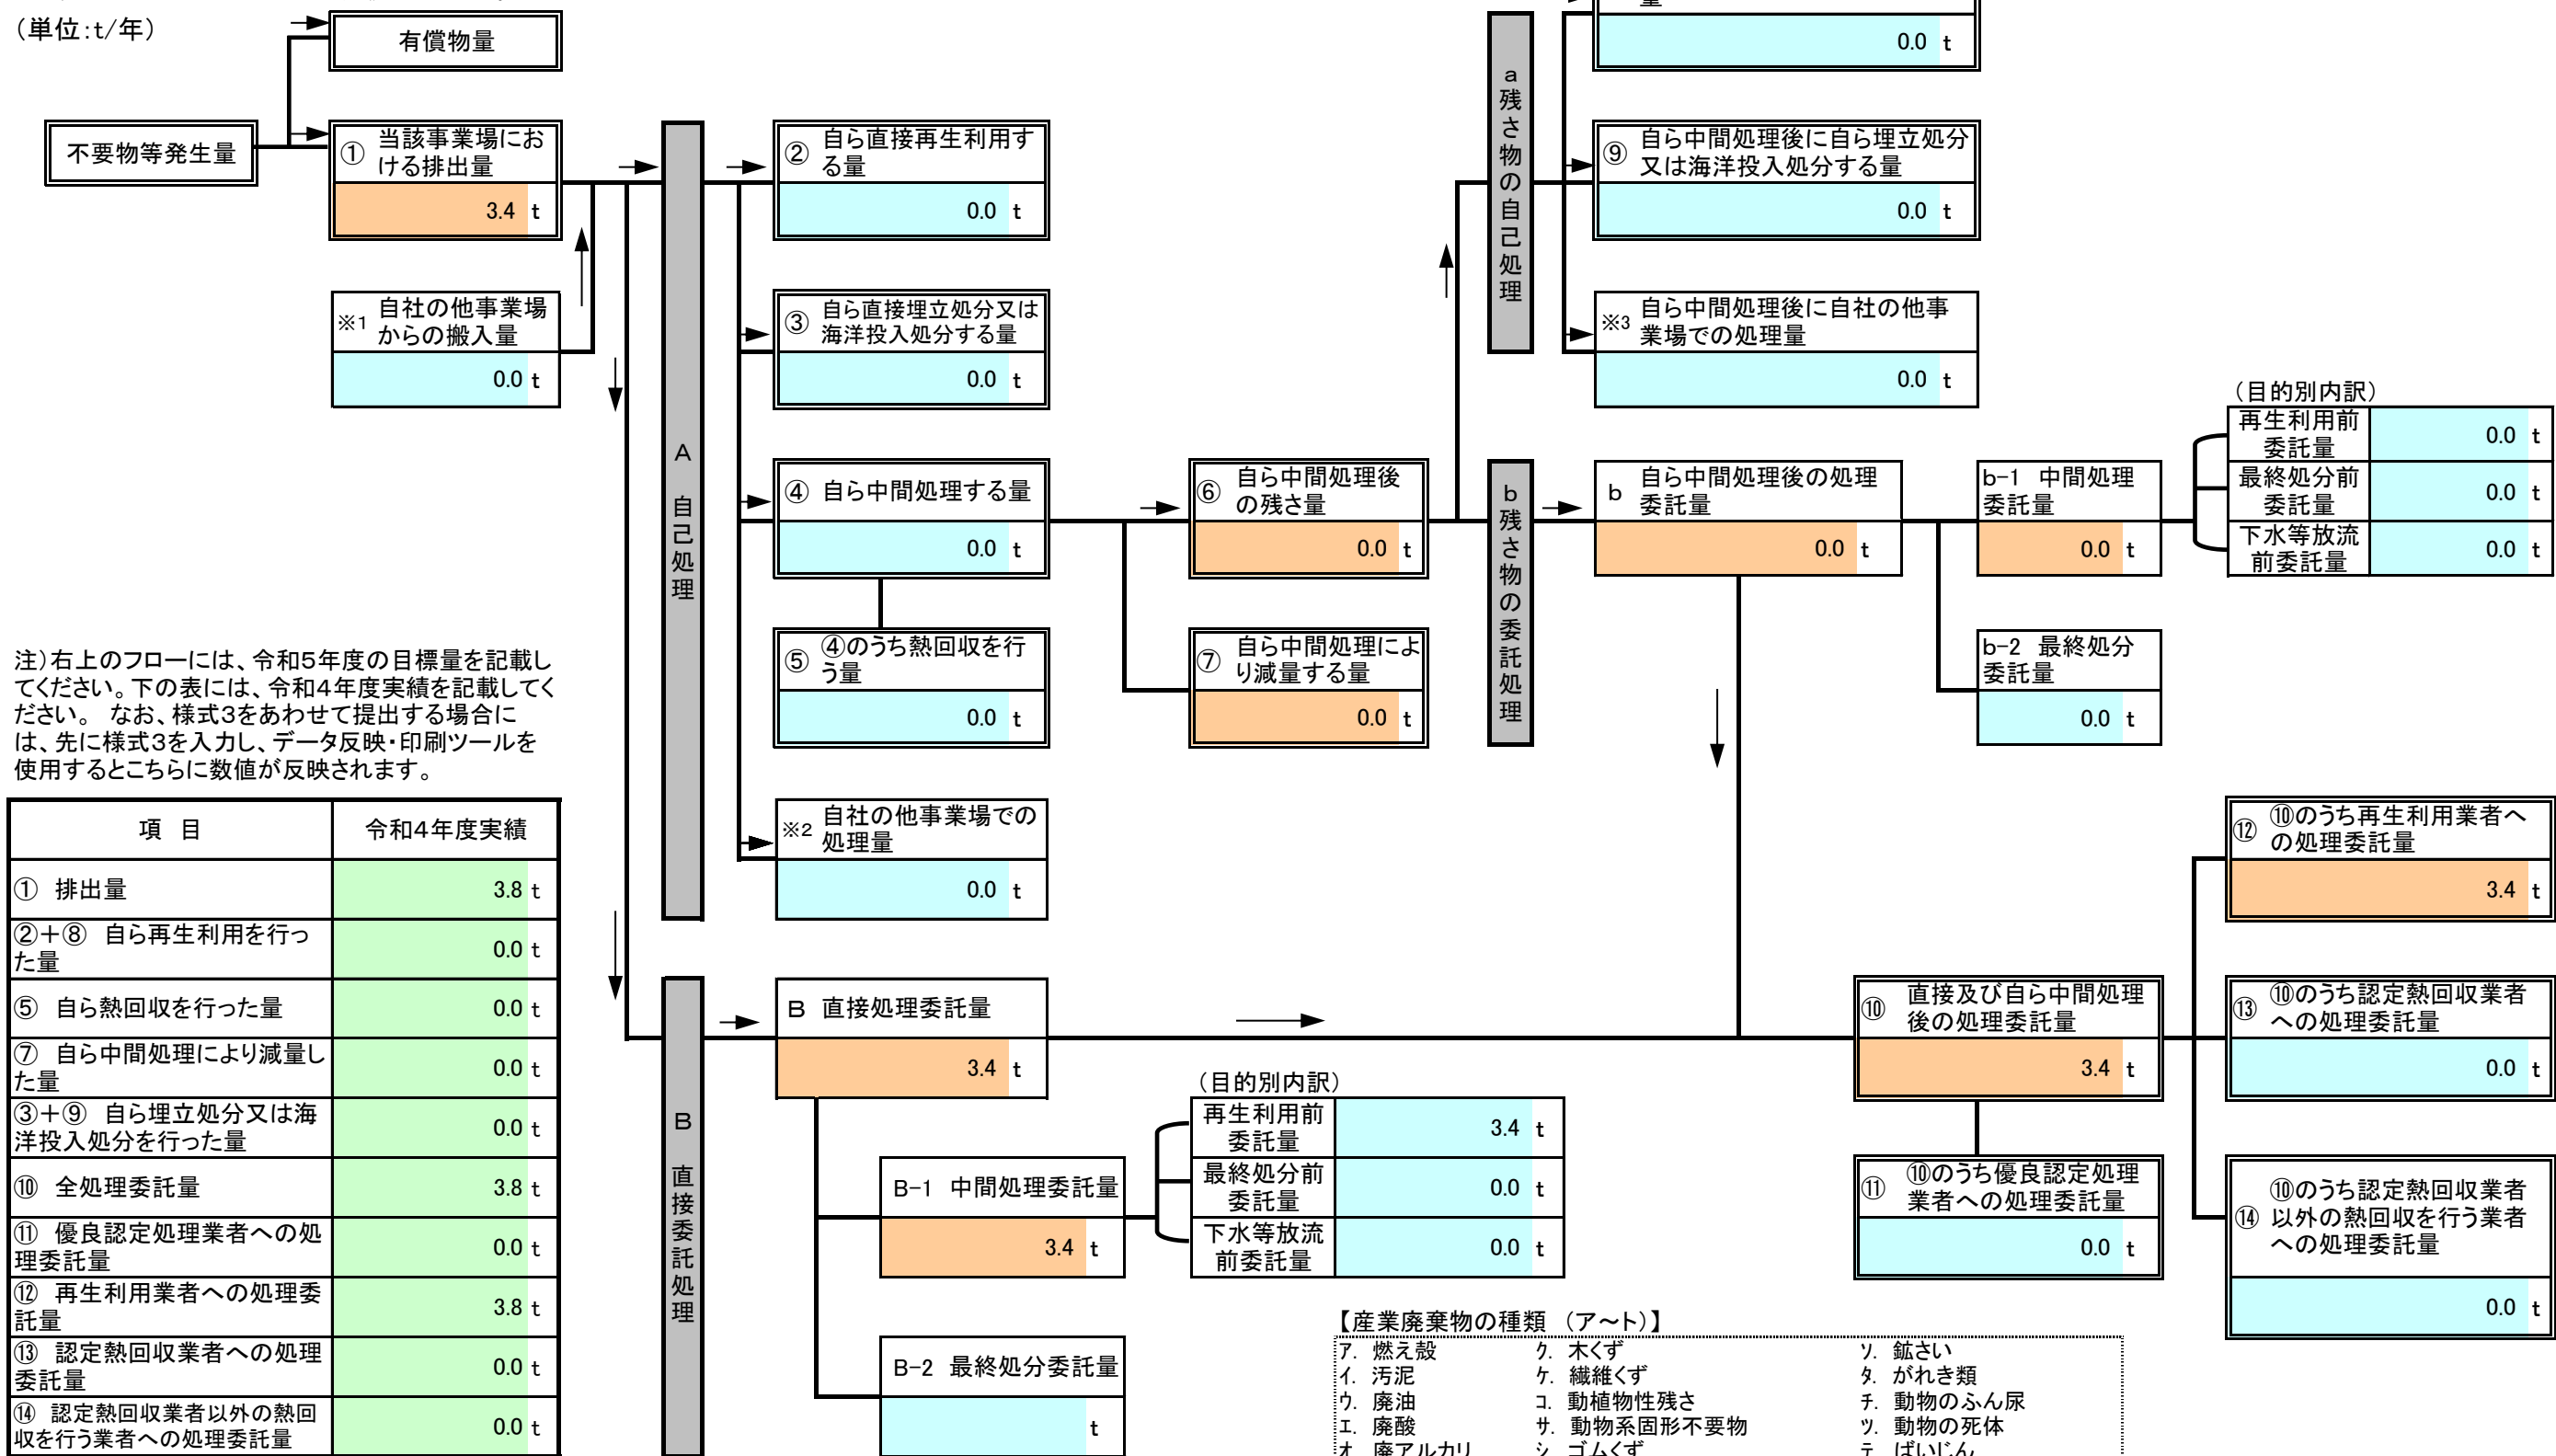 (単位:t/年)
有償物量
不要物等発生量
① 当該事業場にお
ける排出量
3.4 t
※1 自社の他事業場
からの搬入量
0.0 t
A 自己処理
② 自ら直接再生利用す
る量
0.0 t
③ 自ら直接埋立処分又は
海洋投入処分する量
0.0 t
④ 自ら中間処理する量
0.0 t
⑤ ④のうち熱回収を行
う量
0.0 t
※2 自社の他事業場での
処理量
0.0 t
⑥ 自ら中間処理後
の残さ量
0.0 t
⑦ 自ら中間処理によ
り減量する量
0.0 t
a 残さ物の自己処理
量
0.0 t
⑨ 自ら中間処理後に自ら埋立処分
又は海洋投入処分する量
0.0 t
※3 自ら中間処理後に自社の他事
業場での処理量
0.0 t
b 残さ物の委託処理
b 自ら中間処理後の処理
委託量
0.0 t
b-1 中間処理
委託量
0.0 t
(目的別内訳)
再生利用前
委託量
0.0 t
最終処分前
委託量
0.0 t
下水等放流
前委託量
0.0 t
b-2 最終処分
委託量
0.0 t
注)右上のフローには、令和5年度の目標量を記載し
てください。下の表には、令和4年度実績を記載してく
ださい。 なお、様式3をあわせて提出する場合に
は、先に様式3を入力し、データ反映・印刷ツールを
使用するとこちらに数値が反映されます。
項 目 令和4年度実績
① 排出量 3.8 t
②+⑧ 自ら再生利用を行っ
た量 0.0 t
⑤ 自ら熱回収を行った量 0.0 t
⑦ 自ら中間処理により減量し
た量 0.0 t
③+⑨ 自ら埋立処分又は海
洋投入処分を行った量 0.0 t
⑩ 全処理委託量 3.8 t
⑪ 優良認定処理業者への処
理委託量 0.0 t
⑫ 再生利用業者への処理委
託量 3.8 t
⑬ 認定熱回収業者への処理
委託量 0.0 t
⑭ 認定熱回収業者以外の熱回
収を行う業者への処理委託量 0.0 t
B 直接委託処理
B 直接処理委託量
3.4 t
B-1 中間処理委託量
3.4 t
(目的別内訳)
再生利用前
委託量
3.4 t
最終処分前
委託量
0.0 t
下水等放流
前委託量
0.0 t
B-2 最終処分委託量
t
⑩ 直接及び自ら中間処理
後の処理委託量
3.4 t
⑪ ⑩のうち優良認定処理
業者への処理委託量
0.0 t
⑫ ⑩のうち再生利用業者へ
の処理委託量
3.4 t
⑬ ⑩のうち認定熱回収業者
への処理委託量
0.0 t
⑭ ⑩のうち認定熱回収業者
以外の熱回収を行う業者
への処理委託量
0.0 t
【産業廃棄物の種類 (ア~ト)】
ア. 燃え殻 ク. 木くず ソ. 鉱さい
イ. 汚泥 ケ. 繊維くず タ. がれき類
ウ. 廃油 コ. 動植物性残さ チ. 動物のふん尿
エ. 廃酸 サ. 動物系固形不要物 ツ. 動物の死体
オ. 廃アルカリ シ. ゴムくず テ. ばいじん